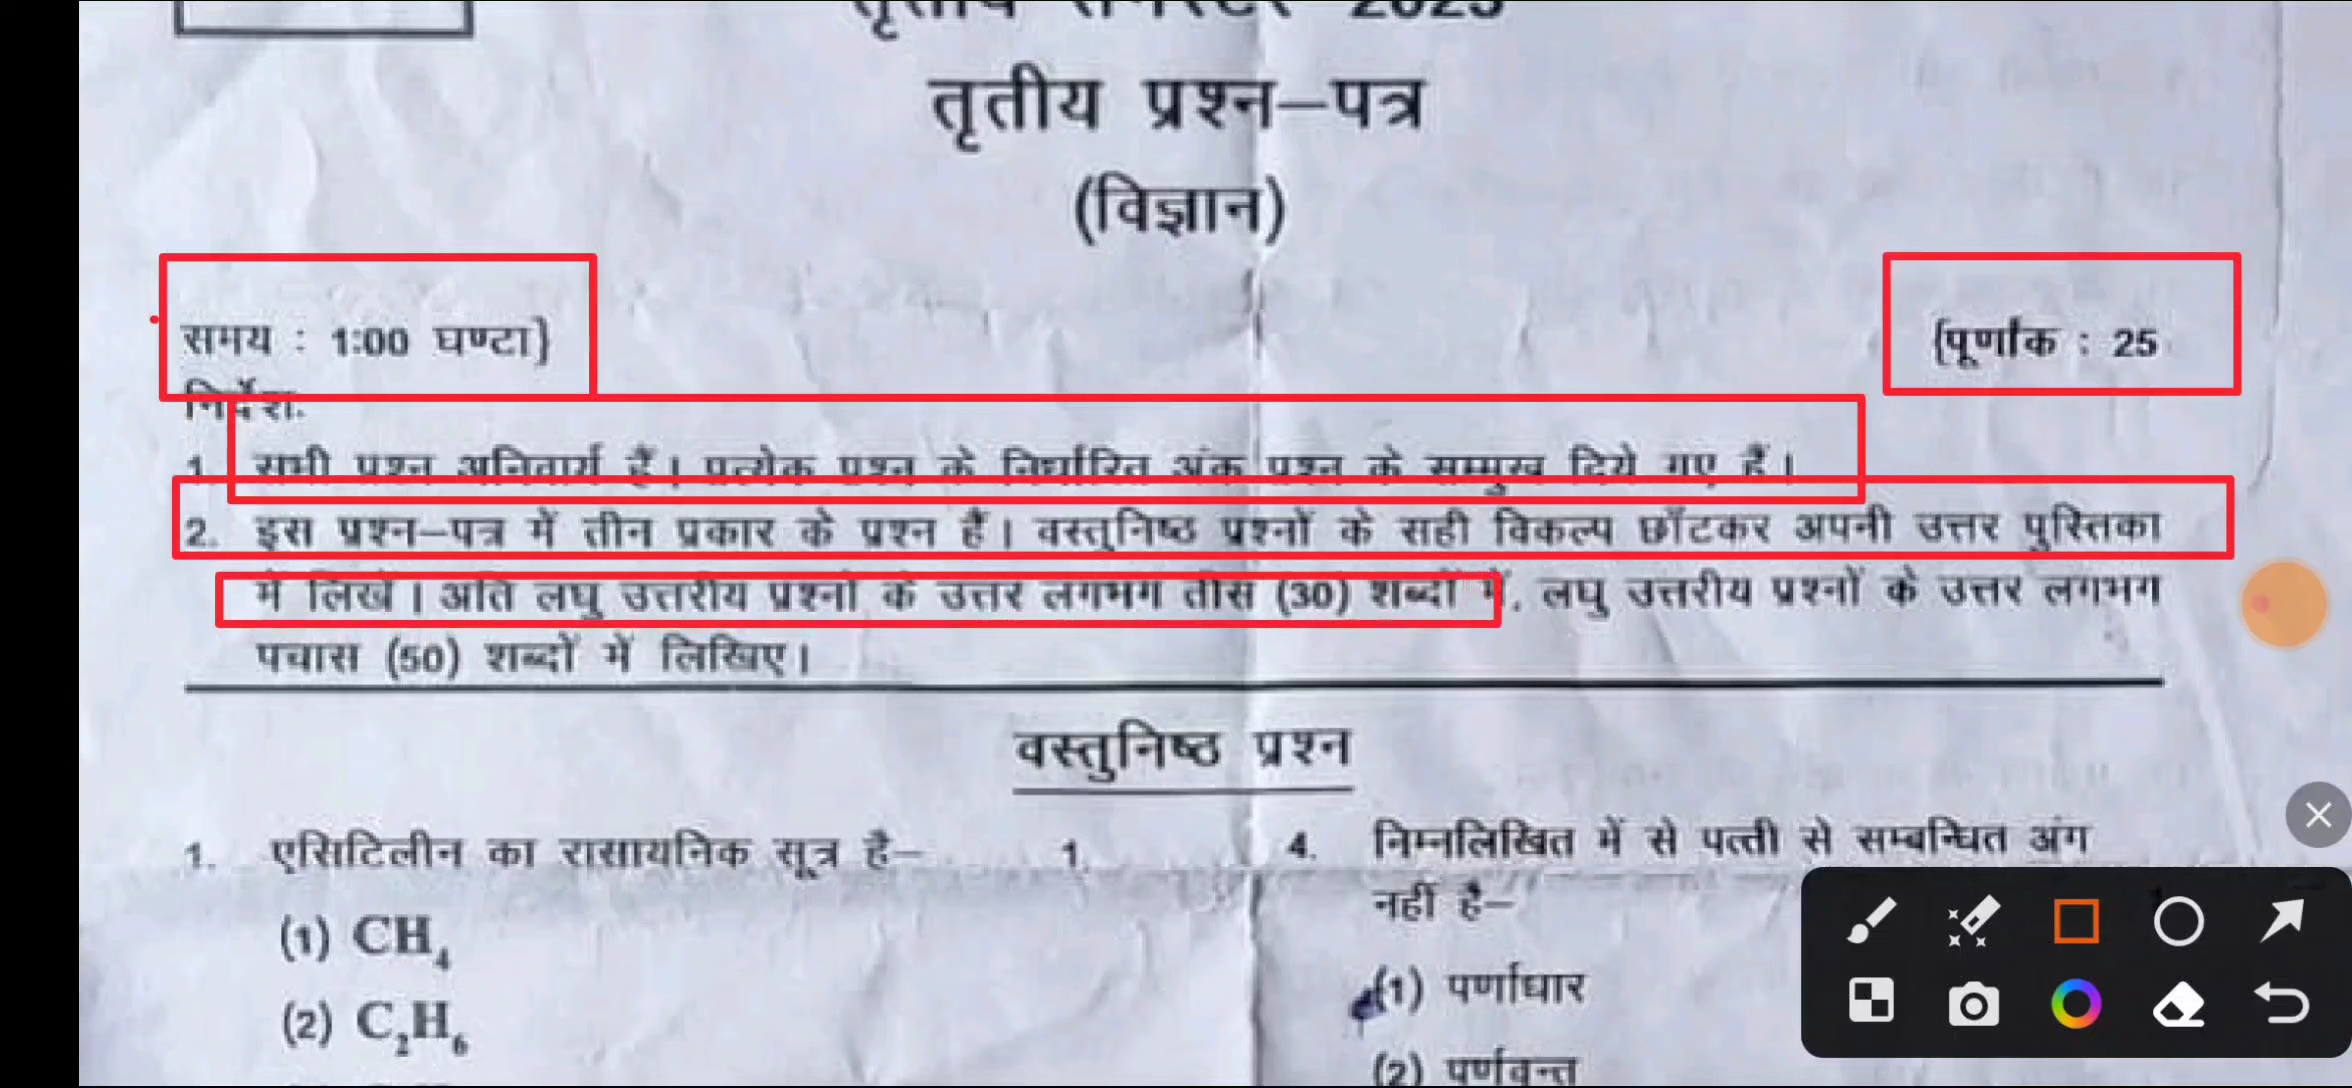 तृतीय सेमेस्टर 2023
तृतीय प्रश्न–पत्र
(विज्ञान)
समय : 1:00 घण्टा}
{पूर्णांक : 25
निर्देशः
1. सभी प्रश्न अनिवार्य हैं। प्रत्येक प्रश्न के निर्धारित अंक प्रश्न के सम्मुख दिये गए हैं।
2. इस प्रश्न–पत्र में तीन प्रकार के प्रश्न हैं। वस्तुनिष्ठ प्रश्नों के सही विकल्प छाँटकर अपनी उत्तर पुस्तिका
में लिखें। अति लघु उत्तरीय प्रश्नों के उत्तर लगभग तीस (30) शब्दों में, लघु उत्तरीय प्रश्नों के उत्तर लगभग
पचास (50) शब्दों में लिखिए।
वस्तुनिष्ठ प्रश्न
1. एसिटिलीन का रासायनिक सूत्र है– 1
(1) CH₄
(2) C₂H₆
4. निम्नलिखित में से पत्ती से सम्बन्धित अंग
नहीं है–
(1) पर्णाधार
(2) पर्णवृन्त